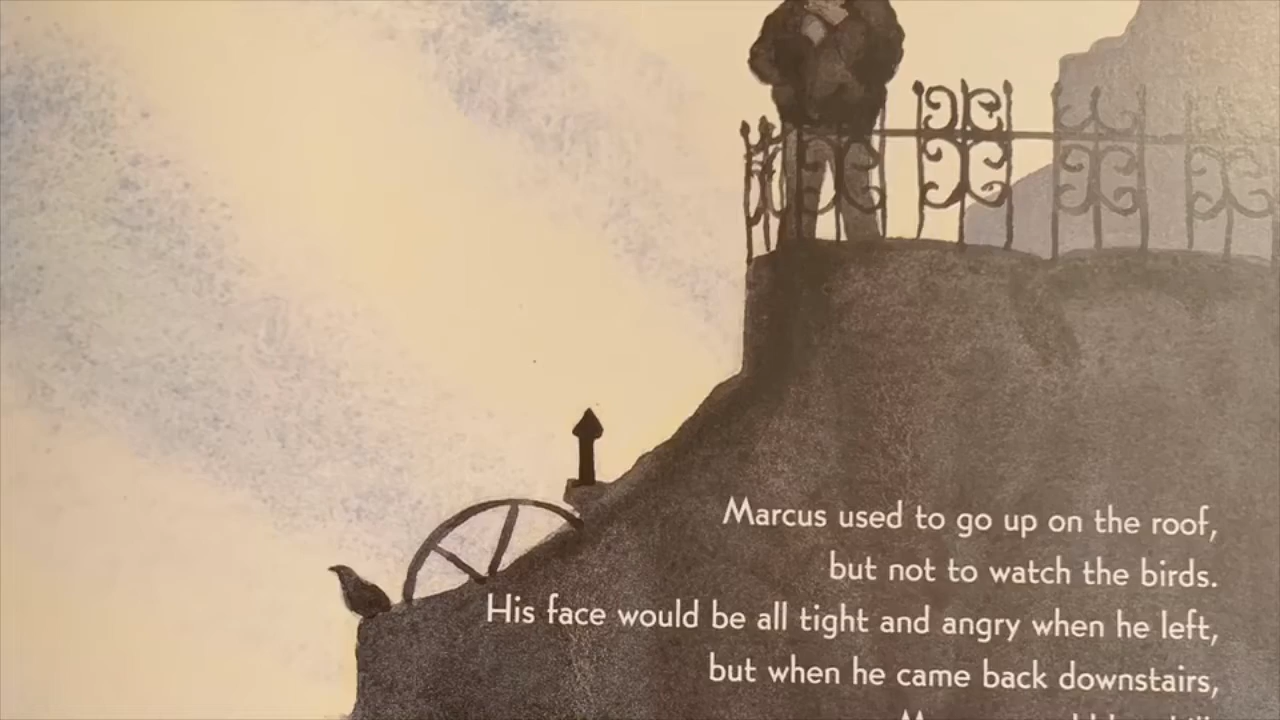 Marcus used to go up on the roof,
but not to watch the birds.
His face would be all tight and angry when he left,
but when he came back downstairs,